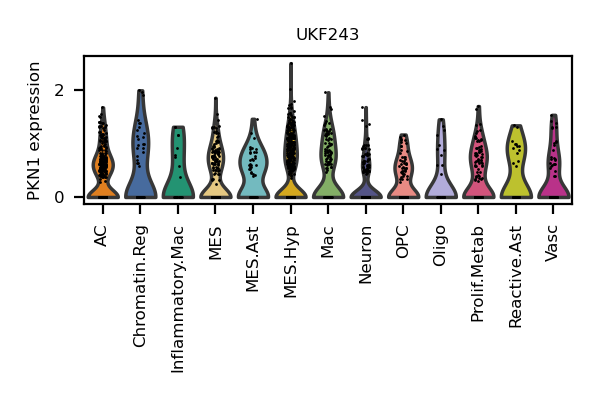 UKF243
PKN1 expression
2
0
AC
Chromatin.Reg
Inflammatory.Mac
MES
MES.Ast
MES.Hyp
Mac
Neuron
OPC
Oligo
Prolif.Metab
Reactive.Ast
Vasc